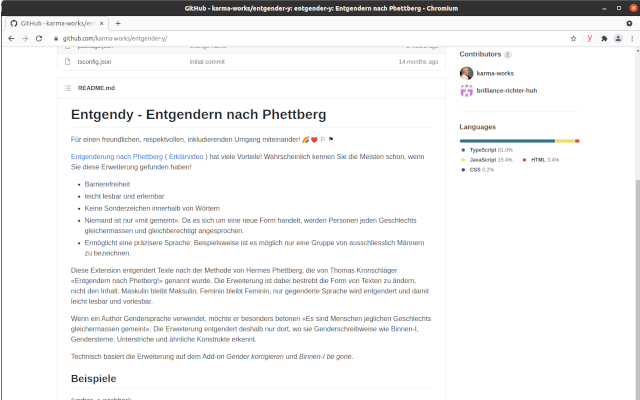 GitHub - karma-works/entgender-y: entgender-y: Entgendern nach Phettberg - Chromium
GitHub - karma-works/ent
github.com/karma-works/entgender-y/
tsconfig.json initial commit 14 months ago
README.md
Entgendy - Entgendern nach Phettberg
Für einen freundlichen, respektvollen, inkludierenden Umgang miteinander! 🌈 ❤️ 🏳 ⚑
Entgenderung nach Phettberg ( Erklärvideo ) hat viele Vorteile! Wahrscheinlich kennen Sie die Meisten schon, wenn
Sie diese Erweiterung gefunden haben!
• Barrierefreiheit
• leicht lesbar und erlernbar
• Keine Sonderzeichen innerhalb von Wörtern
• Niemand ist nur «mit gemeint». Da es sich um eine neue Form handelt, werden Personen jeden Geschlechts
gleichermassen und gleichberechtigt angesprochen.
• Ermöglicht eine präzisere Sprache: Beispielsweise ist es möglich nur eine Gruppe von ausschliesslich Männern
zu bezeichnen.
Diese Extension entgendert Texte nach der Methode von Hermes Phettberg, die von Thomas Kronschläger
«Entgendern nach Phetberg!» genannt wurde. Die Erweiterung ist dabei bestrebt die Form von Texten zu ändern,
nicht den Inhalt. Maskulin bleibt Maksulin, Feminin bleibt Feminin, nur gegenderte Sprache wird entgendert und damit
leicht lesbar und vorlesbar.
Wenn ein Author Gendersprache verwendet, möchte er besonders betonen «Es sind Menschen jeglichen Geschlechts
gleichermassen gemeint». Die Erweiterung entgendert deshalb nur dort, wo sie Genderschreibweise wie Binnen-I,
Gendersterne, Unterstriche und ähnliche Konstrukte erkennt.
Technisch basiert die Erweiterung auf dem Add-on Gender korrigieren und Binnen-I be gone.
Beispiele
Contributors 2
karma-works
brilliance-richter-huh
Languages
TypeScript 81.0%
JavaScript 15.4% HTML 3.4%
CSS 0.2%